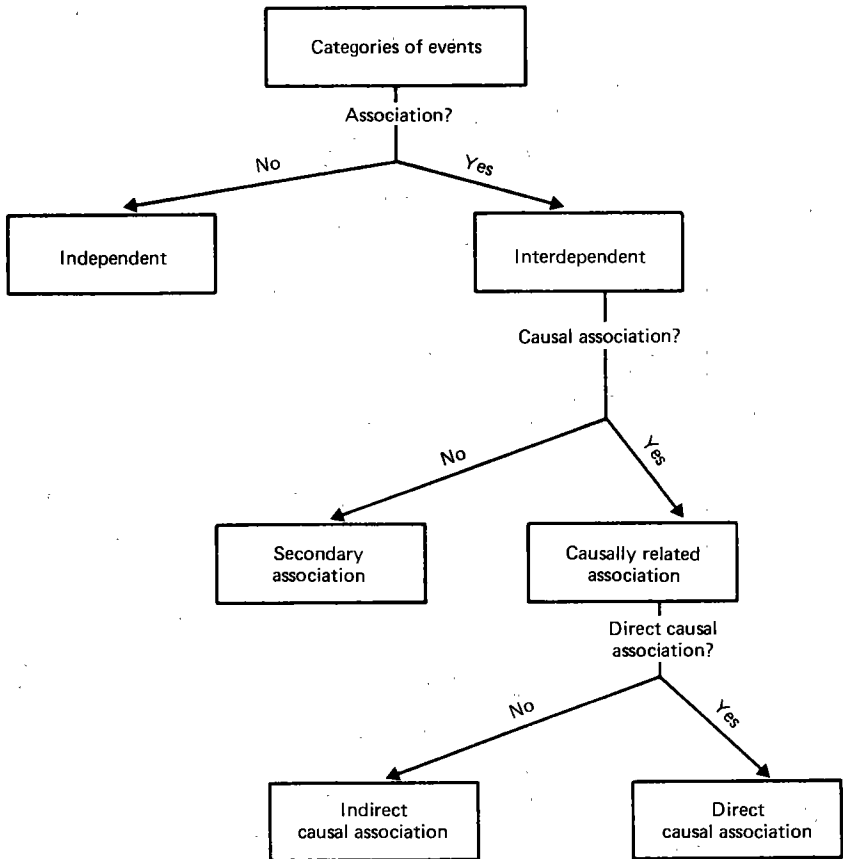 Categories of events
Association?
No
Yes
Independent
Interdependent
Causal association?
No
Yes
Secondary
association
Causally related
association
Direct causal
association?
No
Yes
Indirect
causal association
Direct
causal association